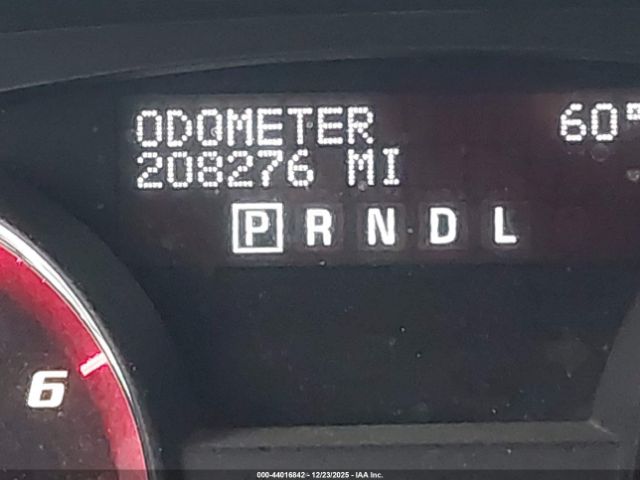 ODOMETER 60°
208276 MI
P R N D L
6
000-44016842 - 12/23/2025 - IAA Inc.